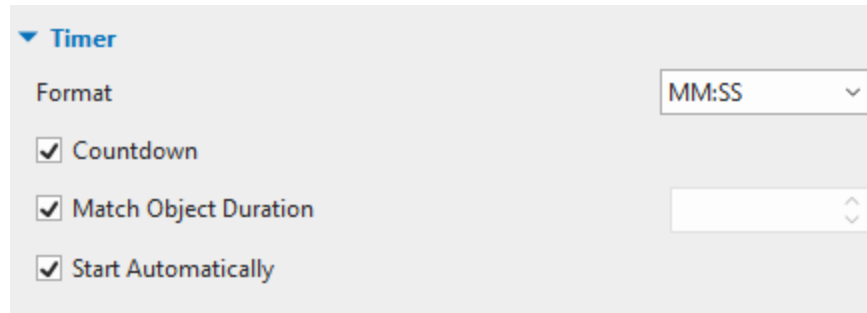 Timer
Format MM:SS
Countdown
Match Object Duration
Start Automatically